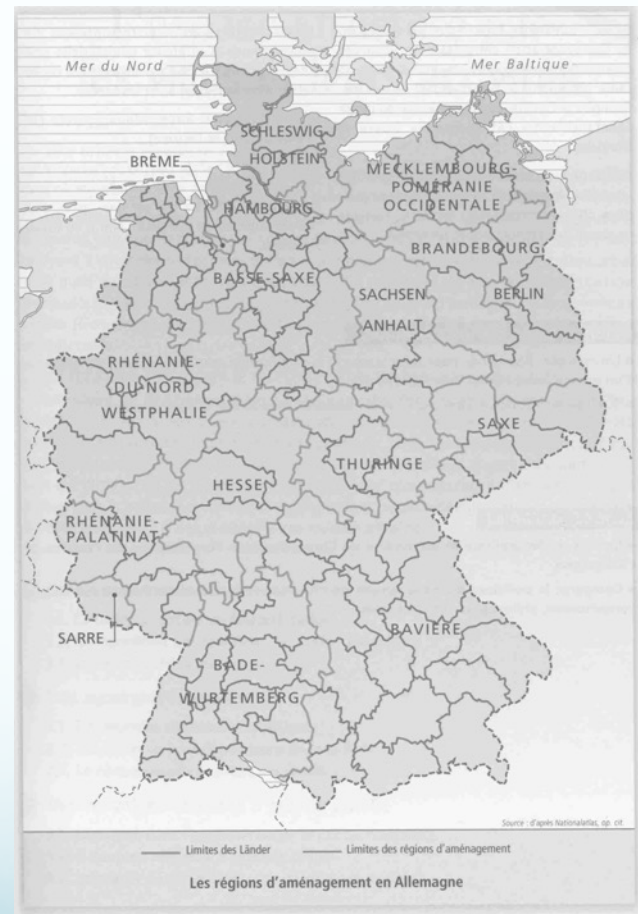 Mer du Nord
Mer Baltique
SCHLESWIG
HOLSTEIN
BRÊME
MECKLEMBOURG-
POMÉRANIE
OCCIDENTALE
HAMBOURG
BRANDEBOURG
BASSE-SAXE
SACHSEN
ANHALT
BERLIN
RHÉNANIE-
DU NORD
WESTPHALIE
SAXE
THURINGE
HESSE
RHÉNANIE-
PALATINAT
SARRE
BAVIÈRE
BADE-
WURTEMBERG
Source : d'après Nationalatlas, op. cit.
Limites des Länder
Limites des régions d'aménagement
Les régions d'aménagement en Allemagne